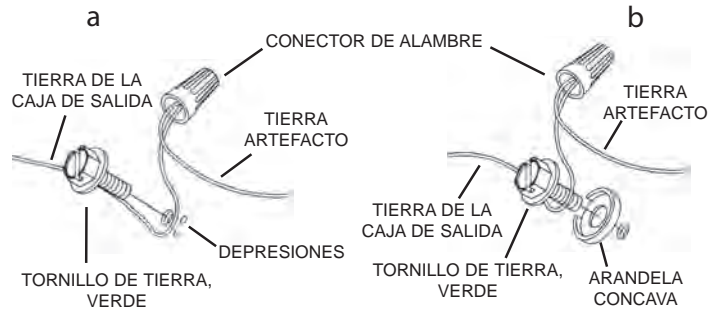 a
b
CONECTOR DE ALAMBRE
TIERRA DE LA
CAJA DE SALIDA
TIERRA
ARTEFACTO
DEPRESIONES
TORNILLO DE TIERRA,
VERDE
TIERRA
ARTEFACTO
TIERRA DE LA
CAJA DE SALIDA
TORNILLO DE TIERRA,
VERDE
ARANDELA
CONCAVA